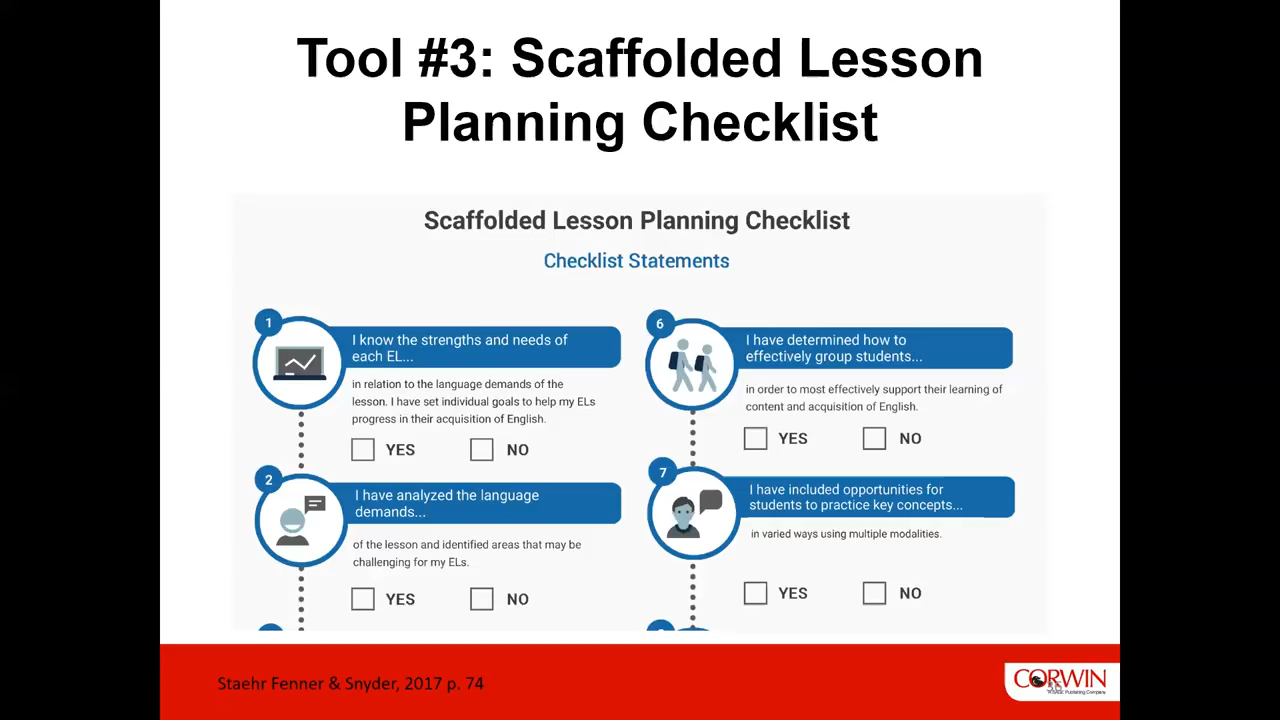 Tool #3: Scaffolded Lesson
Planning Checklist
Scaffolded Lesson Planning Checklist
Checklist Statements
1
I know the strengths and needs of
each EL...
in relation to the language demands of the
lesson. I have set individual goals to help my ELs
progress in their acquisition of English.
YES NO
2
I have analyzed the language
demands...
of the lesson and identified areas that may be
challenging for my ELs.
YES NO
6
I have determined how to
effectively group students...
in order to most effectively support their learning of
content and acquisition of English.
YES NO
7
I have included opportunities for
students to practice key concepts...
in varied ways using multiple modalities.
YES NO
Staehr Fenner & Snyder, 2017 p. 74
CORWIN